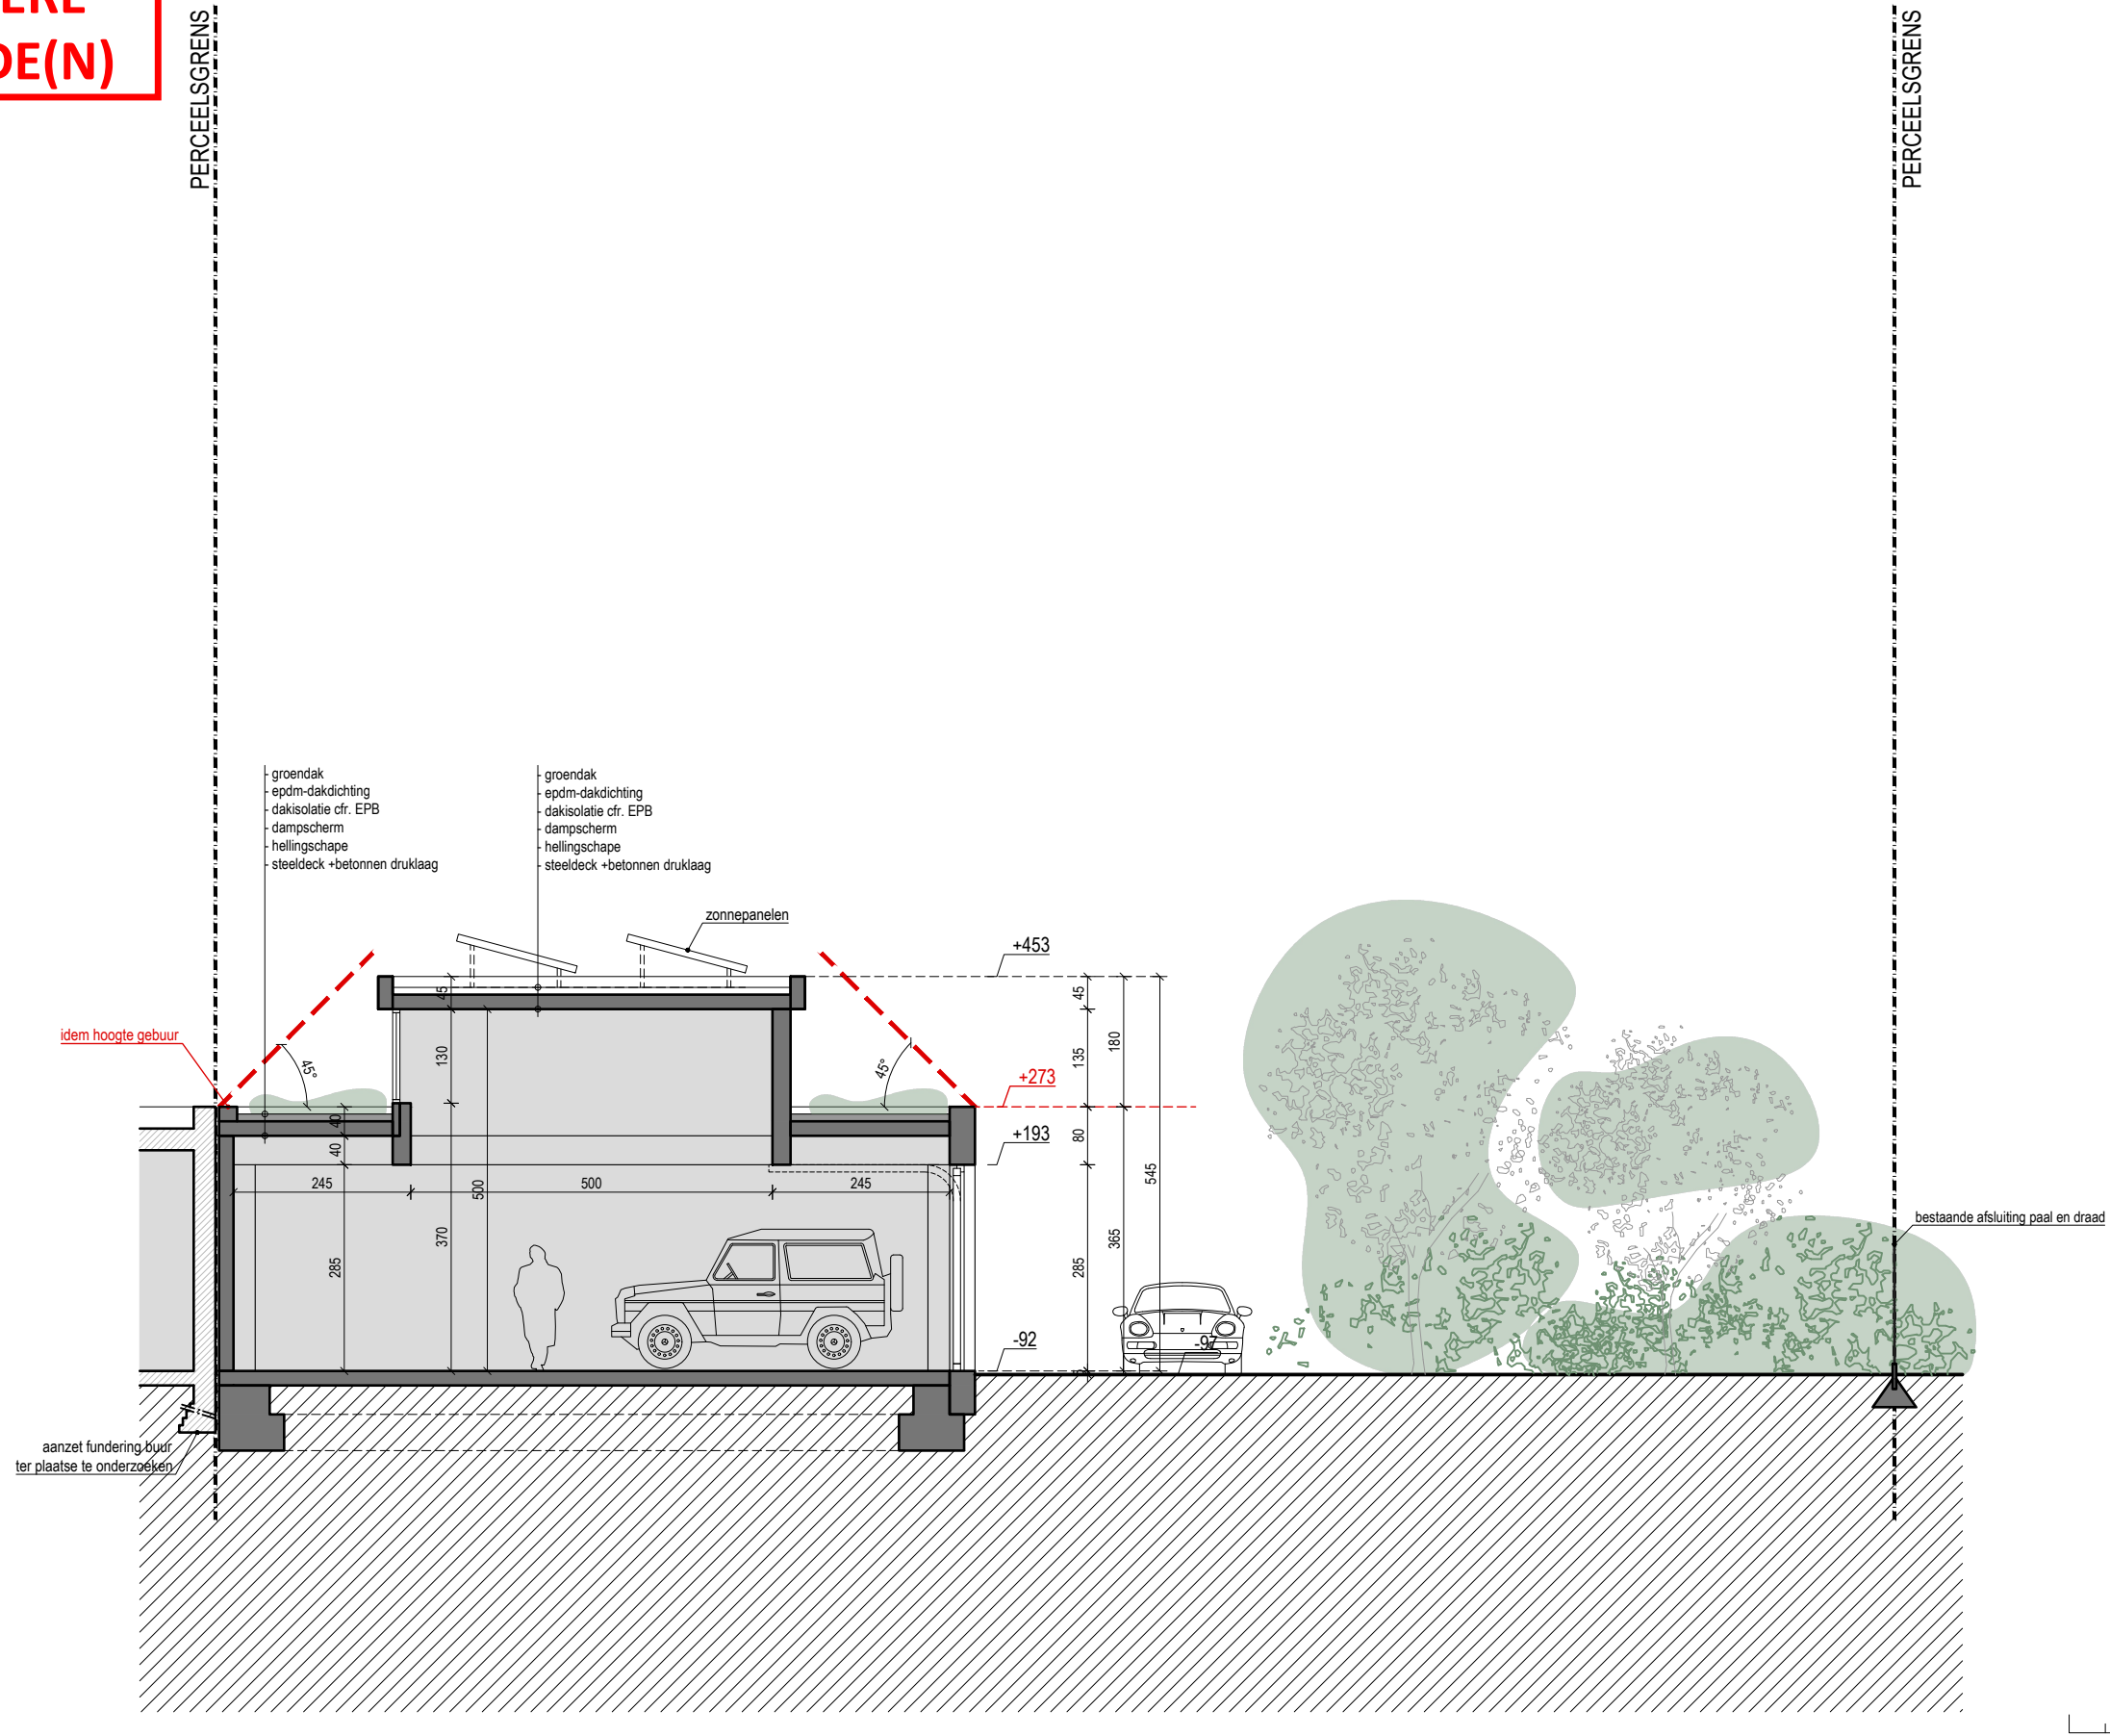 DE(N)
PERCEELSGRENS
PERCEELSGRENS
- groendak
- epdm-dakdichting
- dakisolatie cfr. EPB
- dampscherm
- hellingschape
- steeldeck +betonnen druklaag
- groendak
- epdm-dakdichting
- dakisolatie cfr. EPB
- dampscherm
- hellingschape
- steeldeck +betonnen druklaag
zonnepanelen
+453
45
45
idem hoogte gebuur
45°
130
45°
135
180
+273
40
40
+193
80
245
500
500
245
545
285
370
285
365
bestaande afsluiting paal en draad
-92
-97
5
aanzet fundering buur
ter plaatse te onderzoeken